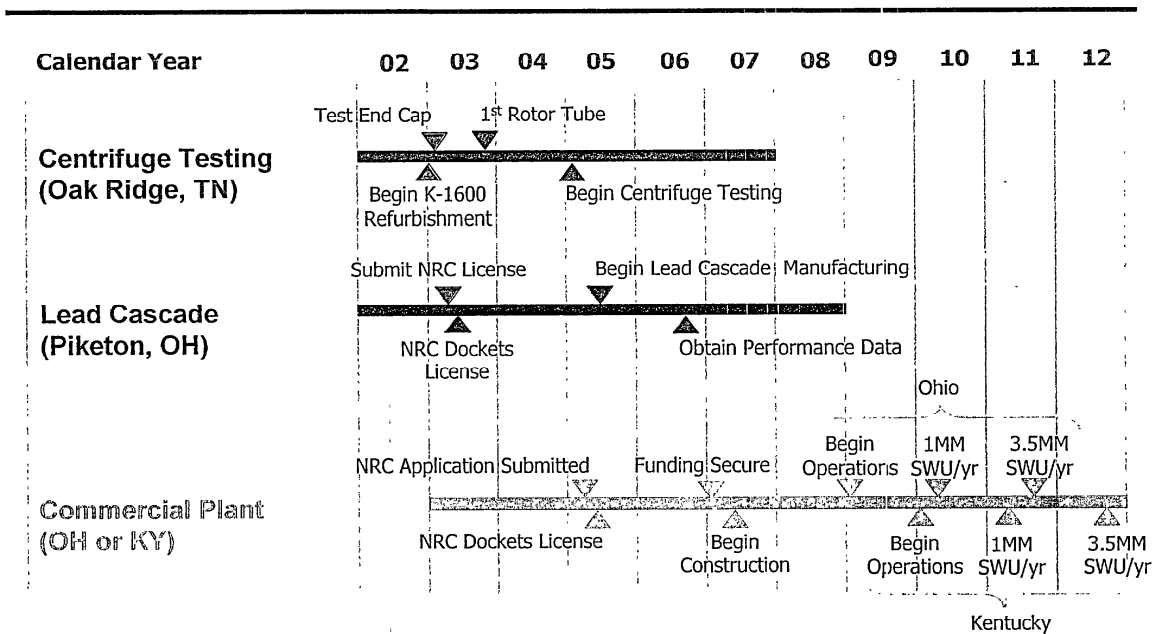 Calendar Year 02 03 04 05 06 07 08 09 10 11 12
Test End Cap 1st Rotor Tube
Centrifuge Testing
(Oak Ridge, TN)
Begin K-1600
Refurbishment
Begin Centrifuge Testing
Submit NRC License Begin Lead Cascade Manufacturing
Lead Cascade
(Piketon, OH)
NRC Dockets
License
Obtain Performance Data
Ohio
NRC Application Submitted Funding Secure
Begin
Operations
1MM
SWU/yr
3.5MM
SWU/yr
Commercial Plant
(OH or KY)
NRC Dockets License
Begin
Construction
Begin
Operations
1MM
SWU/yr
3.5MM
SWU/yr
Kentucky